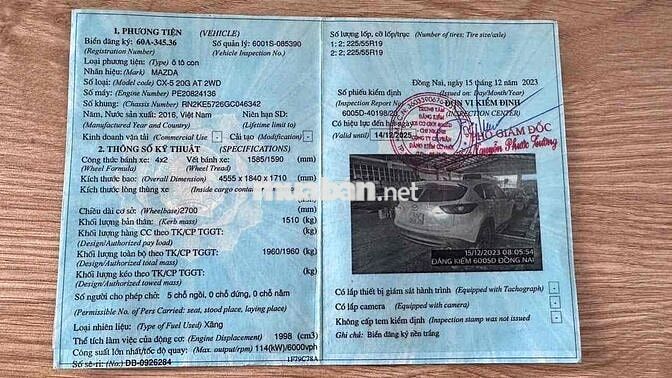 1. PHƯƠNG TIỆN (VEHICLE)
Biển đăng ký: 60A-345.36 Số quản lý: 6001S-085390
(Registration Number) (Vehicle Inspection No.)
Loại phương tiện: (Type) ô tô con
Nhãn hiệu: (Mark) MAZDA
Số loại: (Model code) CX-5 20G AT 2WD
Số máy: (Engine Number) PE20824136
Số khung: (Chassis Number) RN2KE5726GC046342
Năm, Nước sản xuất: 2016, Việt Nam Niên hạn SD:
(Manufactured Year and Country) (Lifetime limit to)
Kinh doanh vận tải (Commercial Use) Cải tạo (Modification)
2. THÔNG SỐ KỸ THUẬT (SPECIFICATIONS)
Công thức bánh xe: 4x2 Vết bánh xe: 1585/1590 (mm)
(Wheel Formula) (Wheel Tread)
Kích thước bao: (Overall Dimension) 4555 x 1840 x 1710 (mm)
Kích thước lòng thùng xe (Inside cargo (mm)
Chiều dài cơ sở: (Wheelbase) 2700 (mm)
Khối lượng bản thân: (Kerb mass) 1510 (kg)
Khối lượng hàng CC theo TK/CP TGGT: (kg)
(Design/Authorized pay load)
Khối lượng toàn bộ theo TK/CP TGGT: 1960/1960 (kg)
(Design/Authorized total mass)
Khối lượng kéo theo TK/CP TGGT: (kg)
(Design/Authorized towed mass)
Số người cho phép chở: 5 chỗ ngồi, 0 chỗ đứng, 0 chỗ nằm
(Permissible No. of Pers Carried: seat, stood place, laying place)
Loại nhiên liệu: (Type of Fuel Used) Xăng
Thể tích làm việc của động cơ: (Engine Displacement) 1998 (cm3)
Công suất lớn nhất/tốc độ quay: (Max. output/rpm) 114(kW)/6000vph
Số sê-ri: (No.) DB-0926284 1F79C78A
Số lượng lốp, cỡ lốp/trục (Number of tires; Tire size/axle)
1: 2; 225/55R19
2: 2; 225/55R19
Đồng Nai, ngày 15 tháng 12 năm 2023
Số phiếu kiểm định (Issued on: Day/Month/Year)
(Inspection Report No ĐƠN VỊ KIỂM ĐỊNH
6005D-40198/23 (INSPECTION CENTER)
Có hiệu lực đến hết ngày
(Valid until) 14/12/2025
TRUNG TÂM
ĐĂNG KIỂM
PHÓ GIÁM ĐỐC
Nguyễn Phước Tường
muaban.net
15/12/2023 08:05:54
ĐĂNG KIỂM 6005D ĐỒNG NAI
Có lắp thiết bị giám sát hành trình (Equipped with Tachograph)
Có lắp camera (Equipped with camera)
Không cấp tem kiểm định (Inspection stamp was not issued
Ghi chú: Biển đăng ký nền trắng